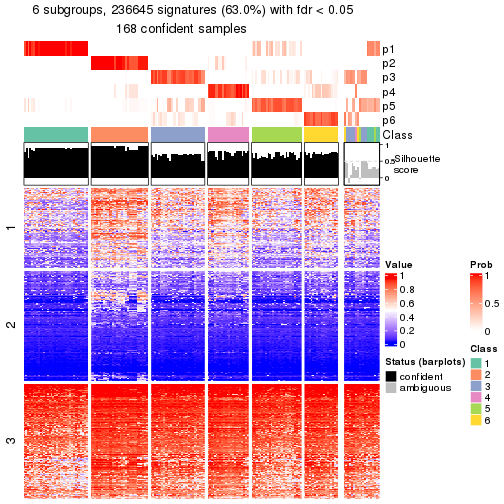 6 subgroups, 236645 signatures (63.0%) with fdr < 0.05
168 confident samples
p1
p2
p3
p4
p5
p6
Class
1
0.5
0
Silhouette
score
1
2
3
Value
1
0.8
0.6
0.4
0.2
0
Status (barplots)
confident
ambiguous
Prob
1
0.5
0
Class
1
2
3
4
5
6